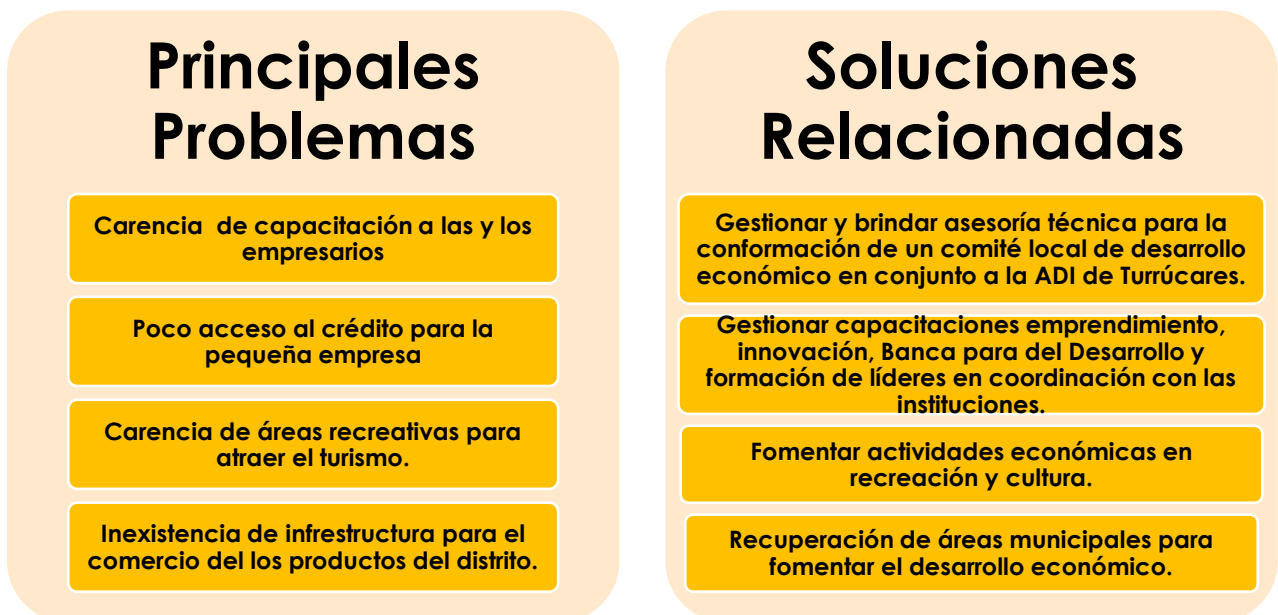 Principales
Problemas
Carencia  de capacitación a las y los
empresarios
Poco acceso al crédito para la
pequeña empresa
Carencia de áreas recreativas para
atraer el turismo.
Inexistencia de infrestructura para el
comercio del los productos del distrito.
Soluciones
Relacionadas
Gestionar y brindar asesoría técnica para la
conformación de un comité local de desarrollo
económico en conjunto a la ADI de Turrúcares.
Gestionar capacitaciones emprendimiento,
innovación, Banca para del Desarrollo y
formación de líderes en coordinación con las
instituciones.
Fomentar actividades económicas en
recreación y cultura.
Recuperación de áreas municipales para
fomentar el desarrollo económico.